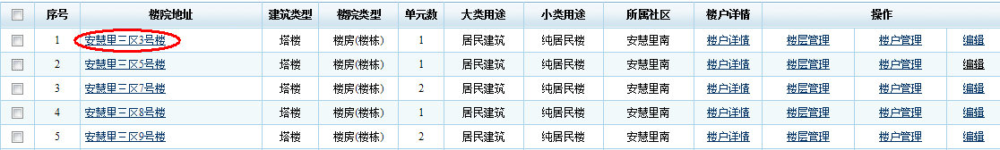 序号 楼院地址 建筑类型 楼院类型 单元数 大类用途 小类用途 所属社区 楼户详情 操作
1 安慧里三区3号楼 塔楼 楼房(楼栋) 1 居民建筑 纯居民楼 安慧里南 楼户详情 楼层管理 楼户管理 编辑
2 安慧里三区5号楼 塔楼 楼房(楼栋) 1 居民建筑 纯居民楼 安慧里南 楼户详情 楼层管理 楼户管理 编辑
3 安慧里三区7号楼 塔楼 楼房(楼栋) 2 居民建筑 纯居民楼 安慧里南 楼户详情 楼层管理 楼户管理 编辑
4 安慧里三区8号楼 塔楼 楼房(楼栋) 1 居民建筑 纯居民楼 安慧里南 楼户详情 楼层管理 楼户管理 编辑
5 安慧里三区9号楼 塔楼 楼房(楼栋) 2 居民建筑 纯居民楼 安慧里南 楼户详情 楼层管理 楼户管理 编辑